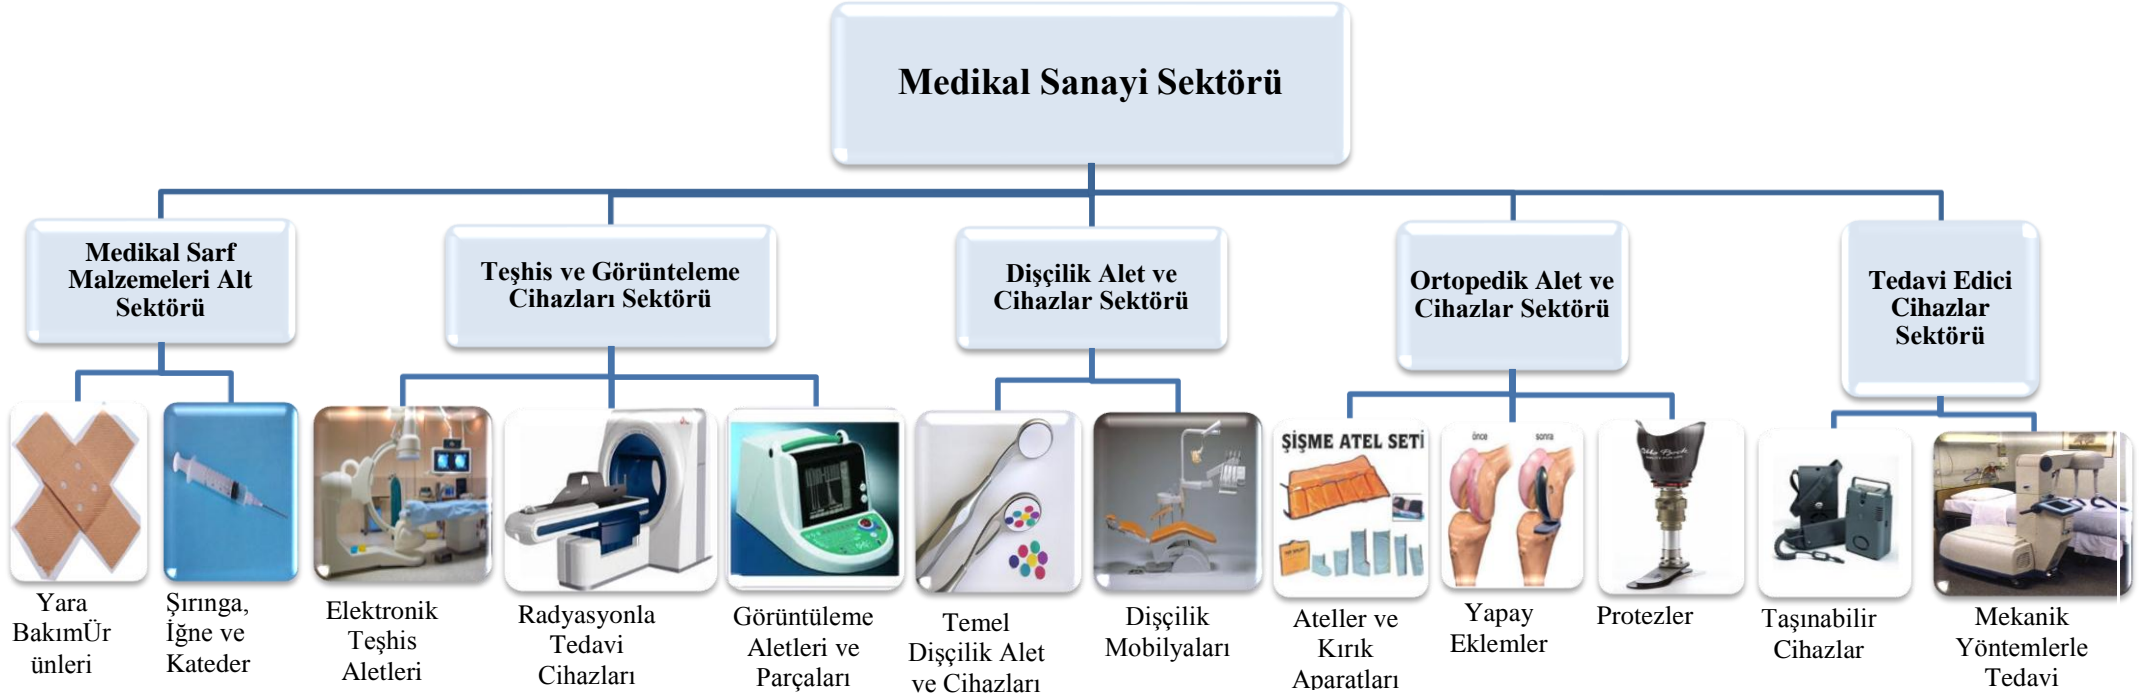 Medikal Sanayi Sektörü
Medikal Sarf
Malzemeleri Alt
Sektörü
Teşhis ve Görünteleme
Cihazları Sektörü
Dişçilik Alet ve
Cihazlar Sektörü
Ortopedik Alet ve
Cihazlar Sektörü
Tedavi Edici
Cihazlar
Sektörü
ŞİŞME ATEL SETİ
önce
sonra
Yara
BakımÜr
ünleri
Şırınga,
İğne ve
Kateder
Elektronik
Teşhis
Aletleri
Radyasyonla
Tedavi
Cihazları
Görüntüleme
Aletleri ve
Parçaları
Temel
Dişçilik Alet
ve Cihazları
Dişçilik
Mobilyaları
Ateller ve
Kırık
Aparatları
Yapay
Eklemler
Protezler
Taşınabilir
Cihazlar
Mekanik
Yöntemlerle
Tedavi